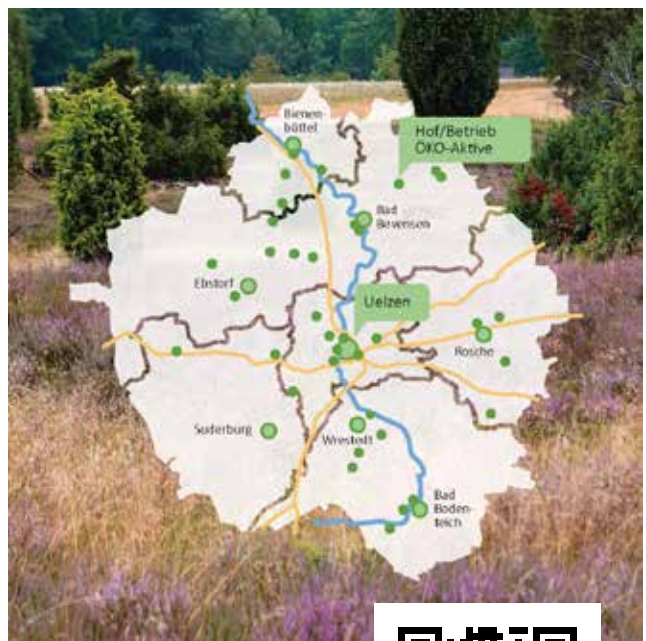 Bienen-
büttel
Hof/Betrieb
ÖKO-Aktive
Bad
Bevensen
Ebstorf
Uelzen
Rosche
Suderburg
Wrestedt
Bad
Boden-
teich